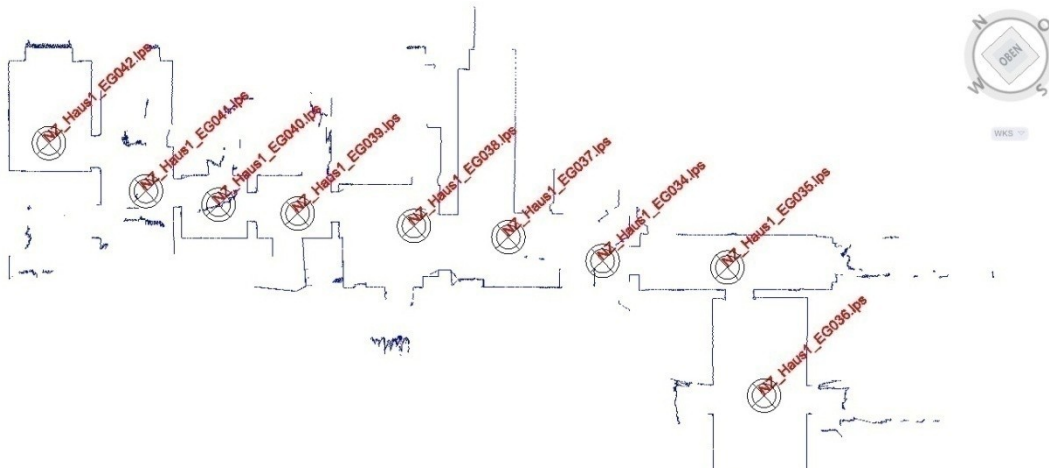 NZ_Haus1_EG042.lps
NZ_Haus1_EG044.lps
NZ_Haus1_EG040.lps
NZ_Haus1_EG039.lps
NZ_Haus1_EG038.lps
NZ_Haus1_EG037.lps
NZ_Haus1_EG034.lps
NZ_Haus1_EG035.lps
NZ_Haus1_EG036.lps
N
O
W
S
OBEN
WKS